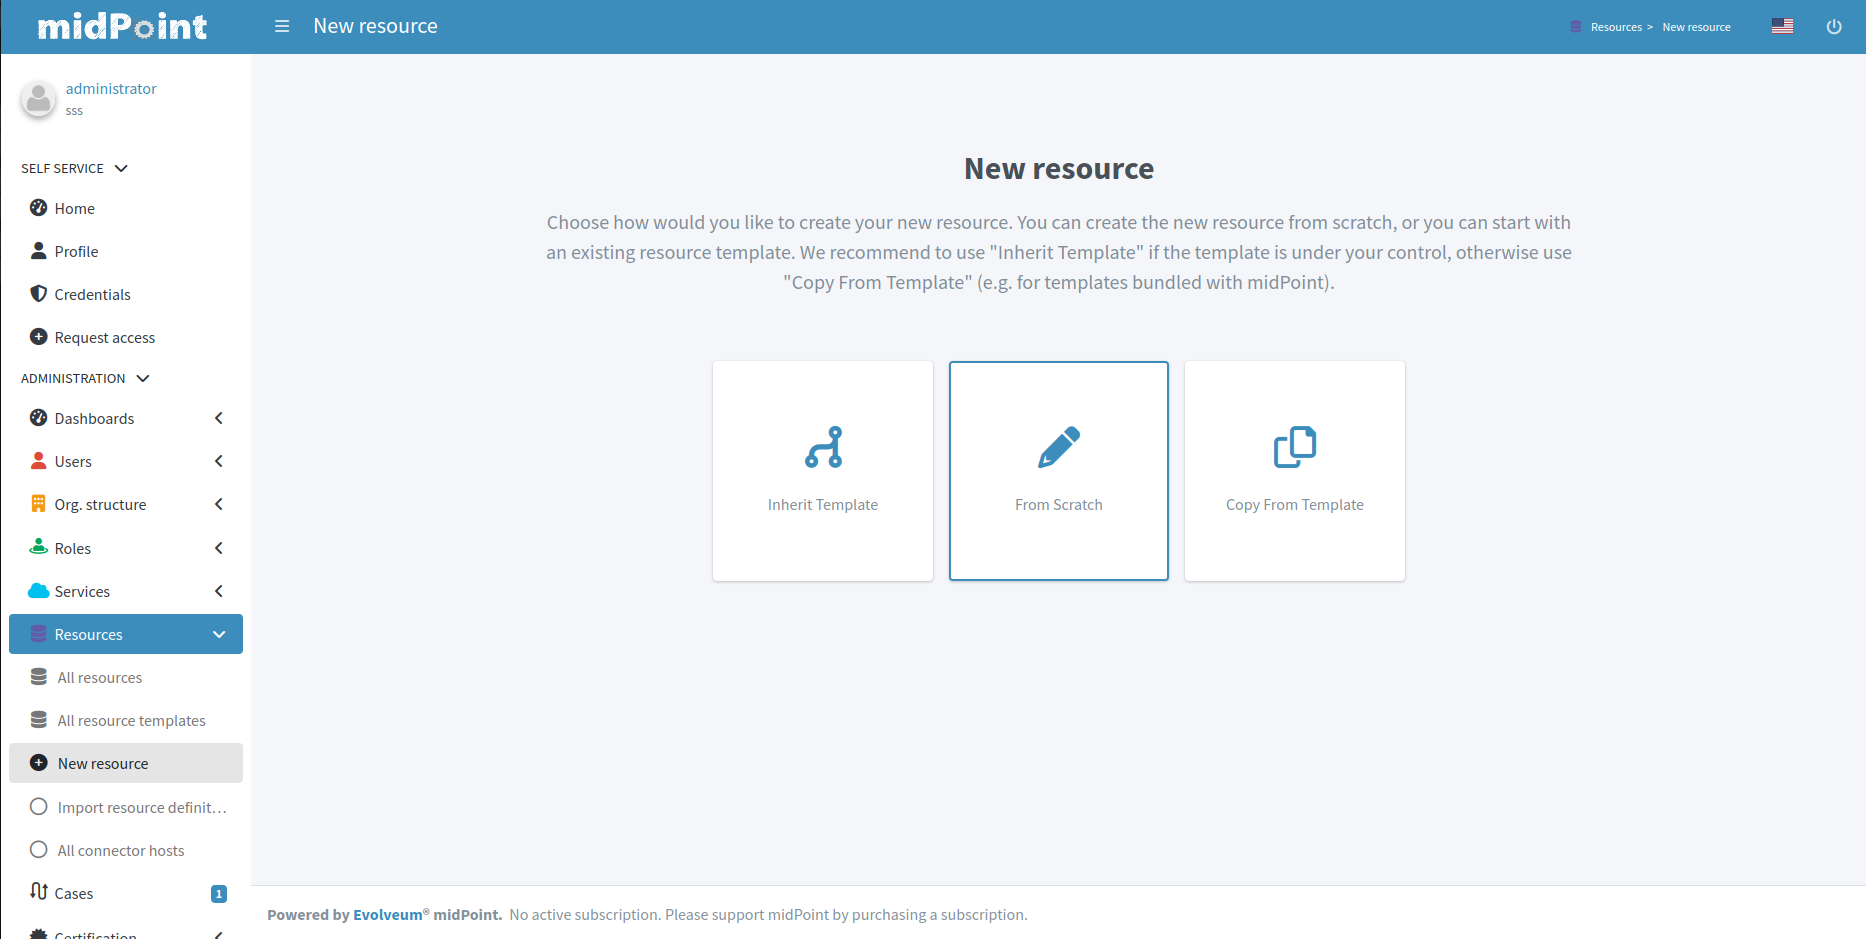 midPoint
New resource
Resources > New resource
administrator
sss
SELF SERVICE
Home
Profile
Credentials
Request access
ADMINISTRATION
Dashboards
Users
Org. structure
Roles
Services
Resources
All resources
All resource templates
New resource
Import resource definit...
All connector hosts
Cases 1
Certification
New resource
Choose how would you like to create your new resource. You can create the new resource from scratch, or you can start with
an existing resource template. We recommend to use "Inherit Template" if the template is under your control, otherwise use
"Copy From Template" (e.g. for templates bundled with midPoint).
Inherit Template
From Scratch
Copy From Template
Powered by Evolveum® midPoint. No active subscription. Please support midPoint by purchasing a subscription.